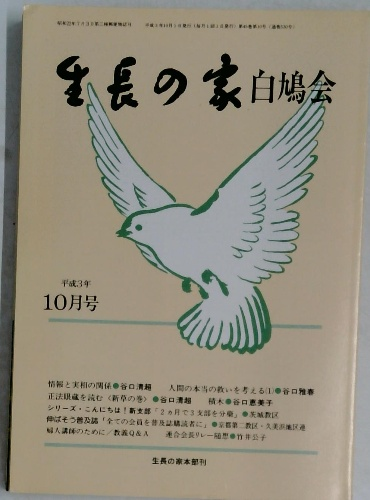 生長の家 白鳩会
平成3年
10月号
情報と実相の関係●谷口清超 人間の本当の救いを考える(1)●谷口雅春
正法眼蔵を読む〈新草の巻〉●谷口清超 積木●谷口恵美子
シリーズ・こんにちは！新支部「2ヵ月で3支部を分離」●茨城教区
伸ばそう普及誌「全ての会員を普及誌購読者に」●京都第二教区・久美浜地区連
婦人講師のために／教義Q&A 連合会長リレー随想●竹井公子
生長の家本部刊